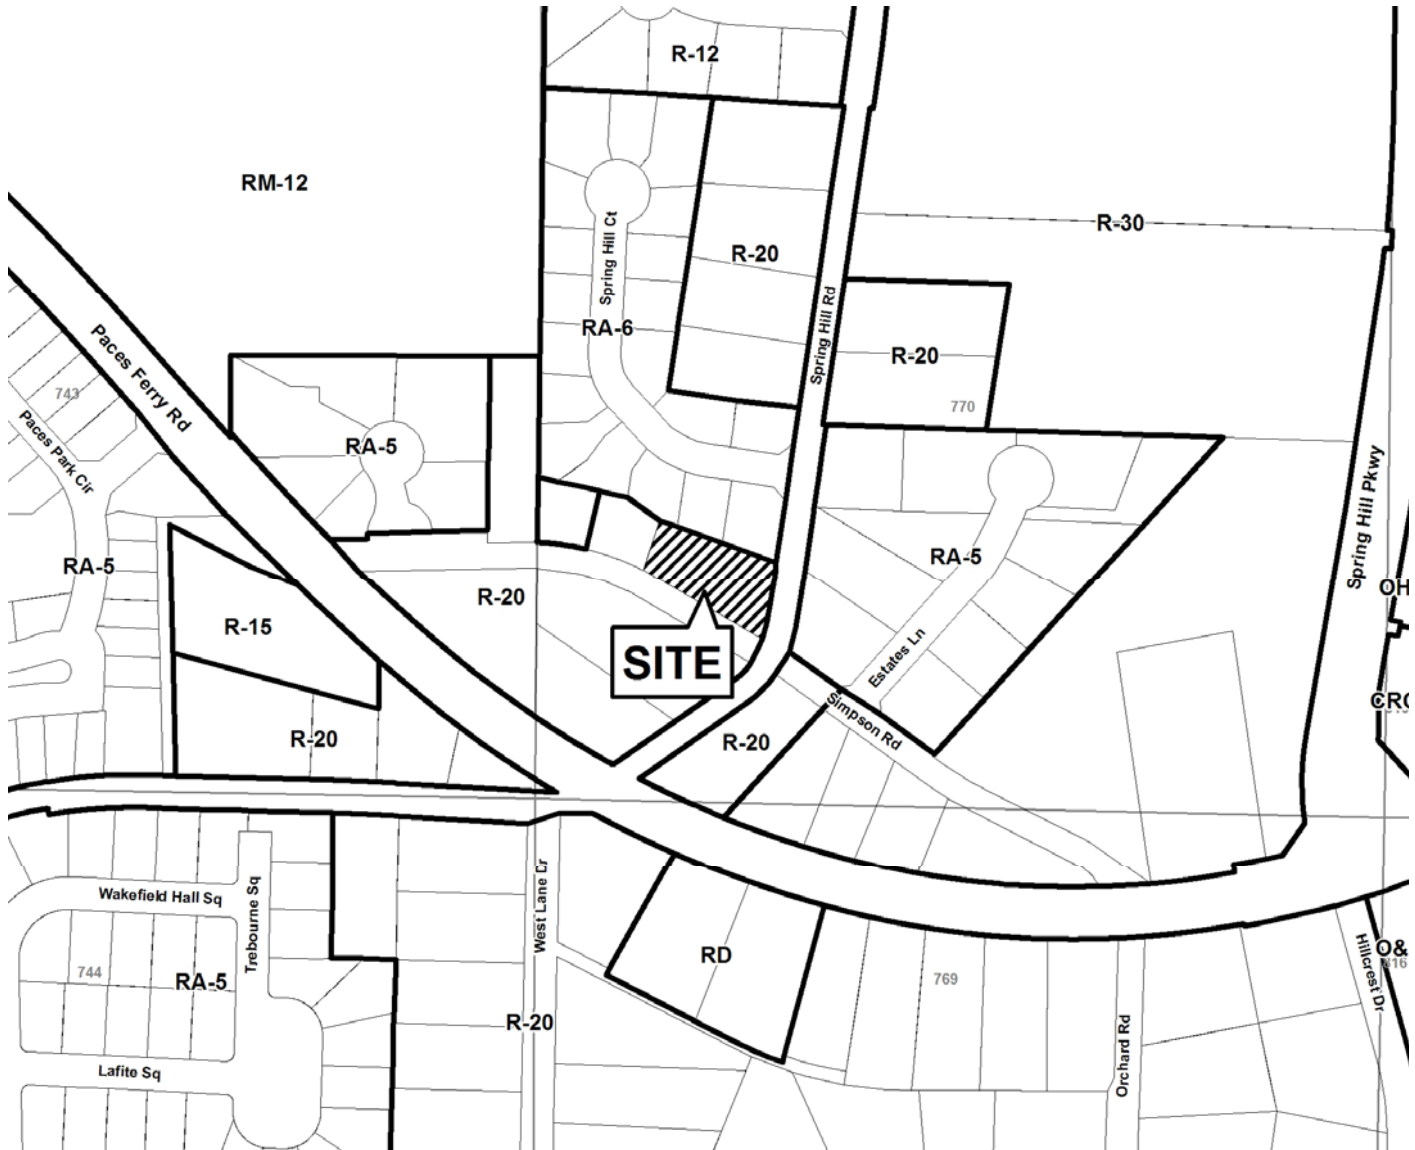 R-12
RM-12
R-30
Spring Hill Ct
R-20
Spring Hill Rd
RA-6
R-20
Paces Ferry Rd
743
770
Paces Park Cir
RA-5
Spring Hill Pkwy
RA-5
RA-5
OH
R-20
R-15
SITE
Estates Ln
CRC
Simpson Rd
R-20
R-20
West Lane Dr
Wakefield Hall Sq
Trebourne Sq
RD
O&
Hillcrest Dr
744
RA-5
769
R-20
Orchard Rd
Lafite Sq